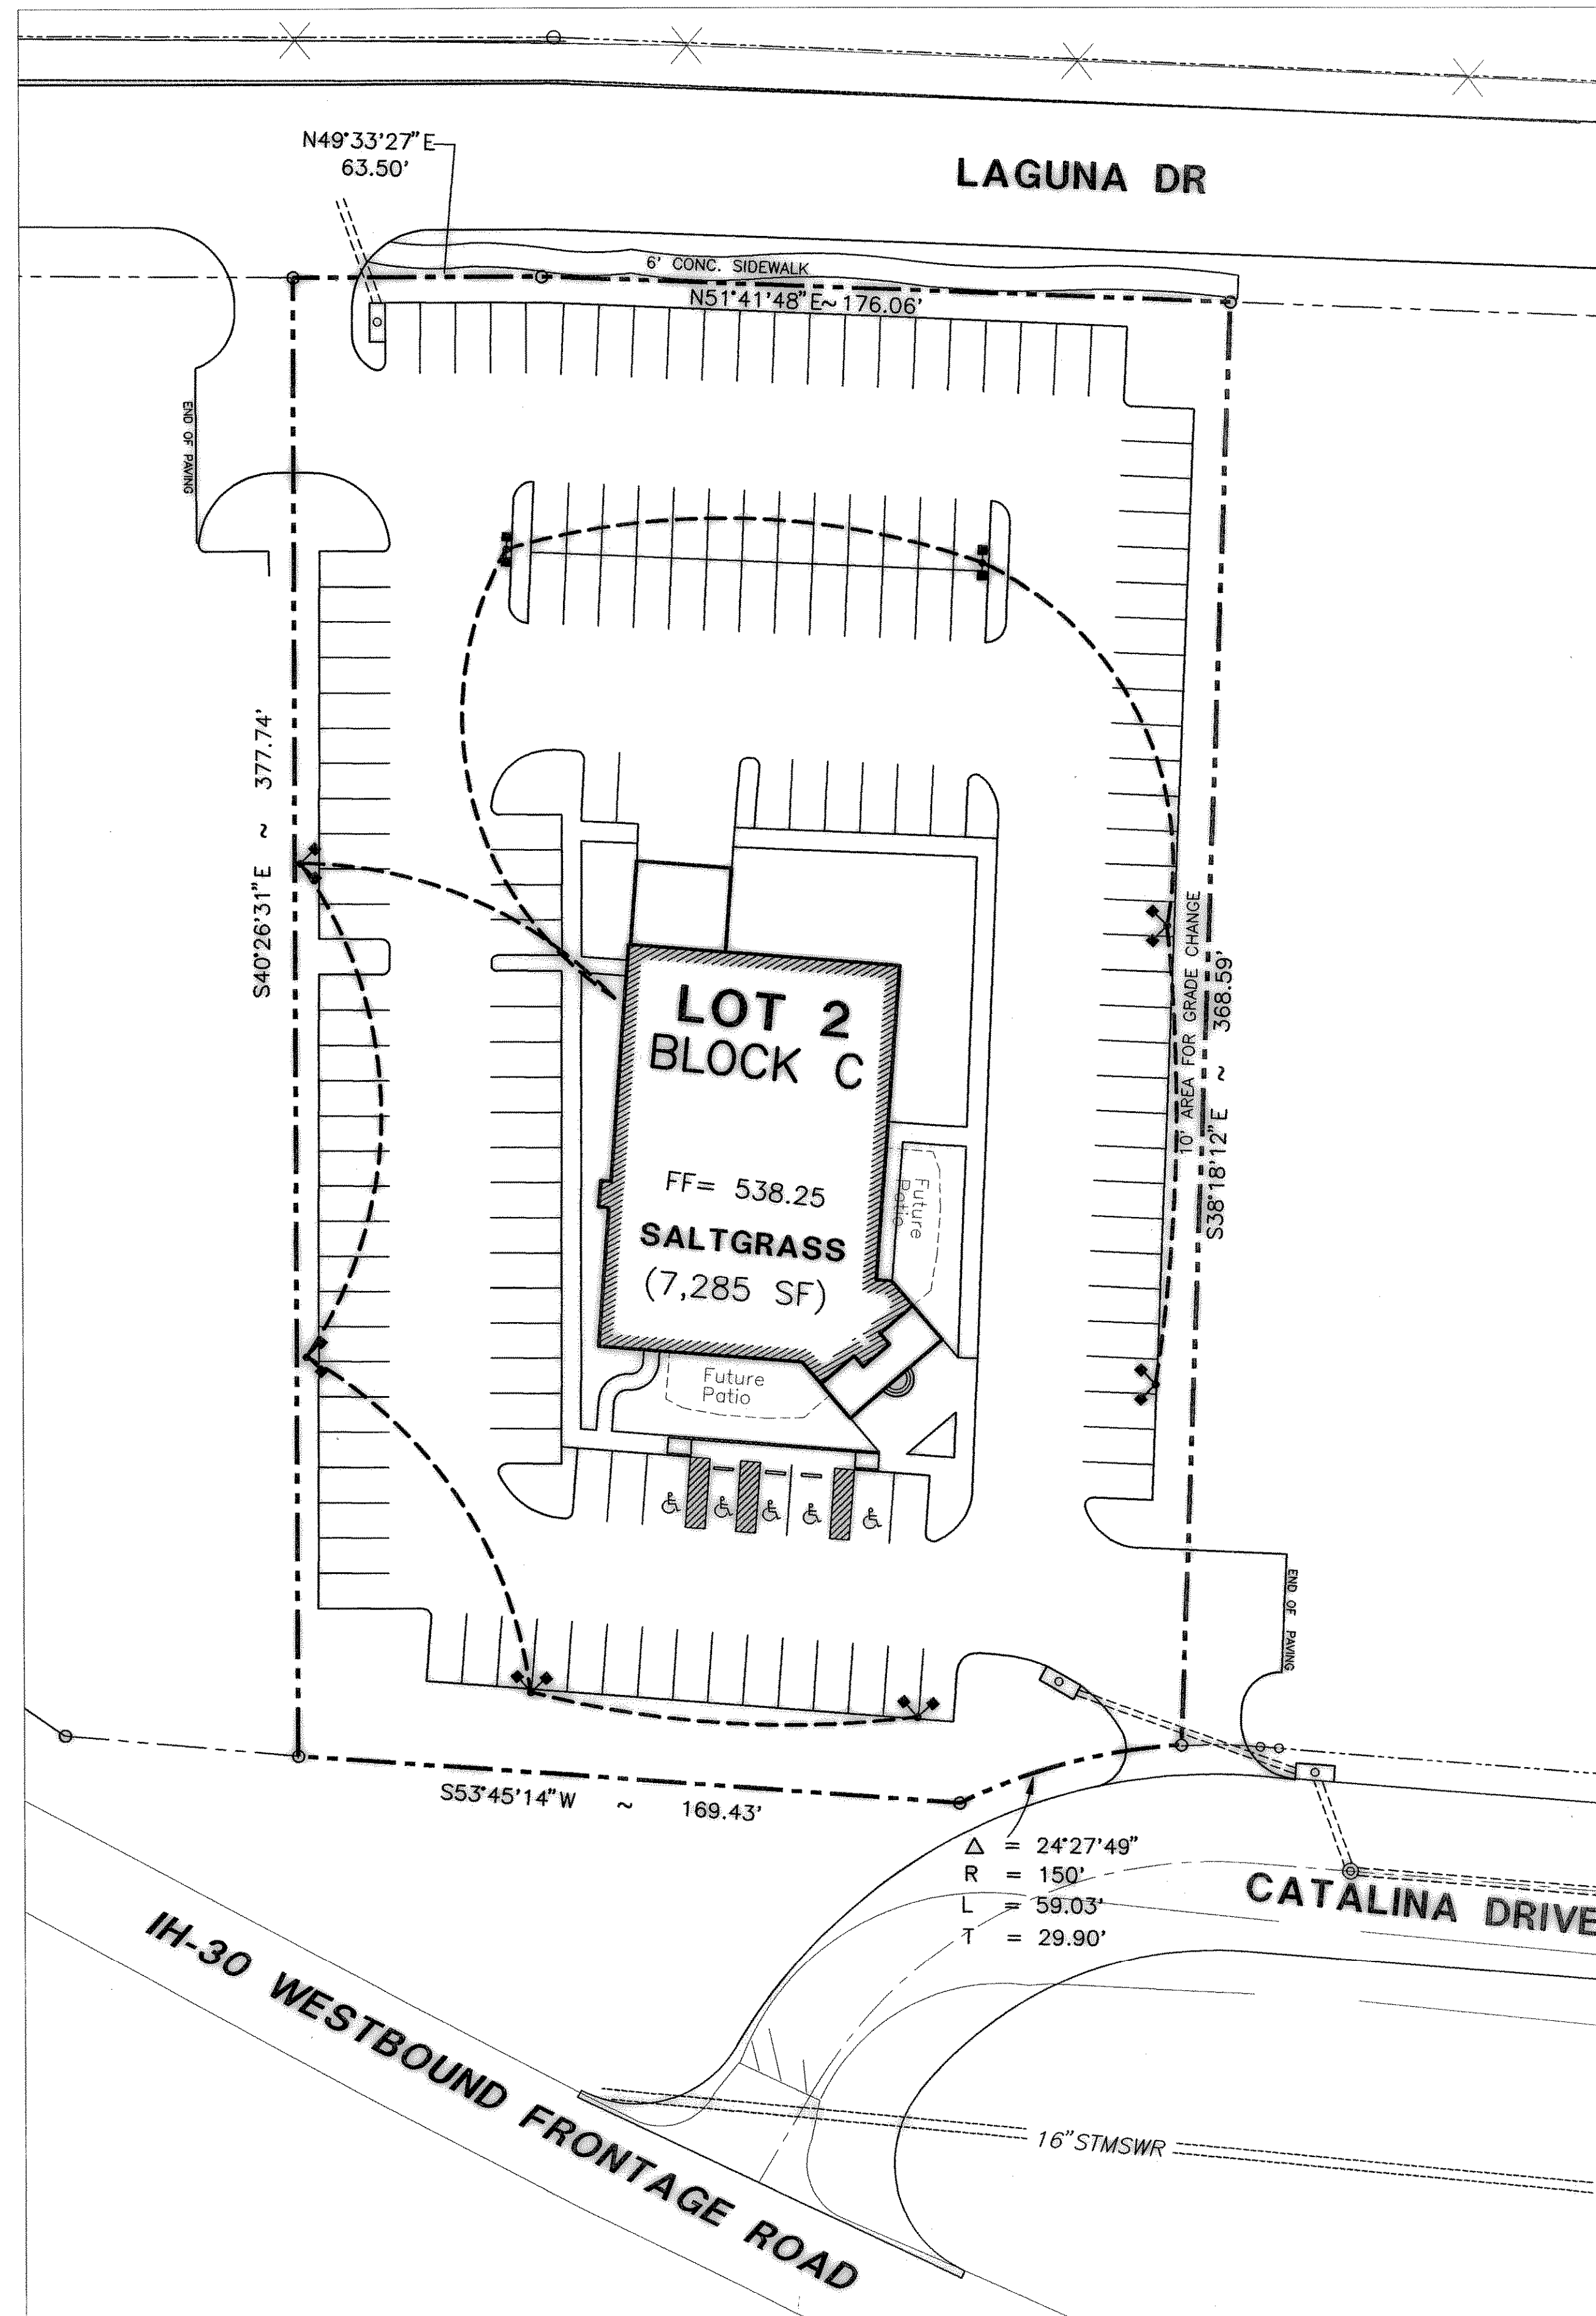 N49°33'27"E
63.50'
LAGUNA DR
6' CONC. SIDEWALK
N51°41'48"E~176.06'
END OF PAVING
S40°26'31"E ~ 377.74'
10' AREA FOR GRADE CHANGE
S38°18'12"E ~ 368.59'
LOT 2
BLOCK C
FF= 538.25
SALTGRASS
(7,285 SF)
Future
Patio
Future
Patio
END OF PAVING
S53°45'14"W ~ 169.43'
Δ = 24°27'49"
R = 150'
L = 59.03'
T = 29.90'
CATALINA DRIVE
IH-30 WESTBOUND FRONTAGE ROAD
16"STMSWR